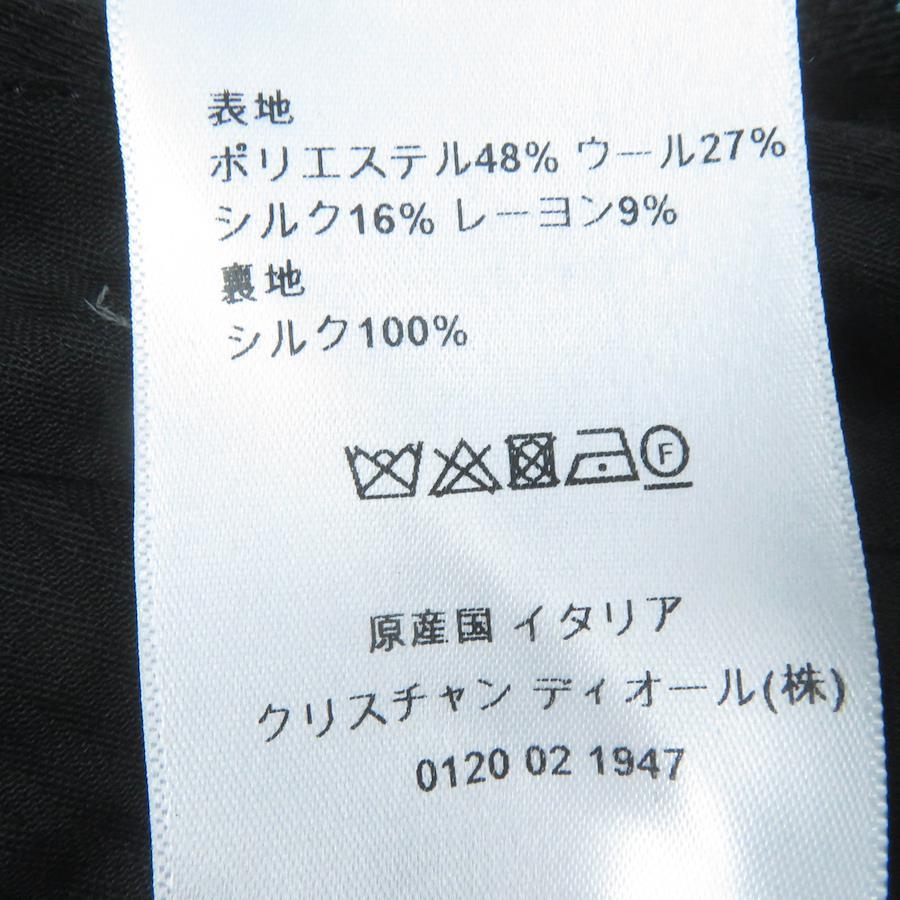 表地
ポリエステル48% ウール27%
シルク16% レーヨン9%
裏地
シルク100%
F
原産国 イタリア
クリスチャン ディオール(株)
0120 02 1947